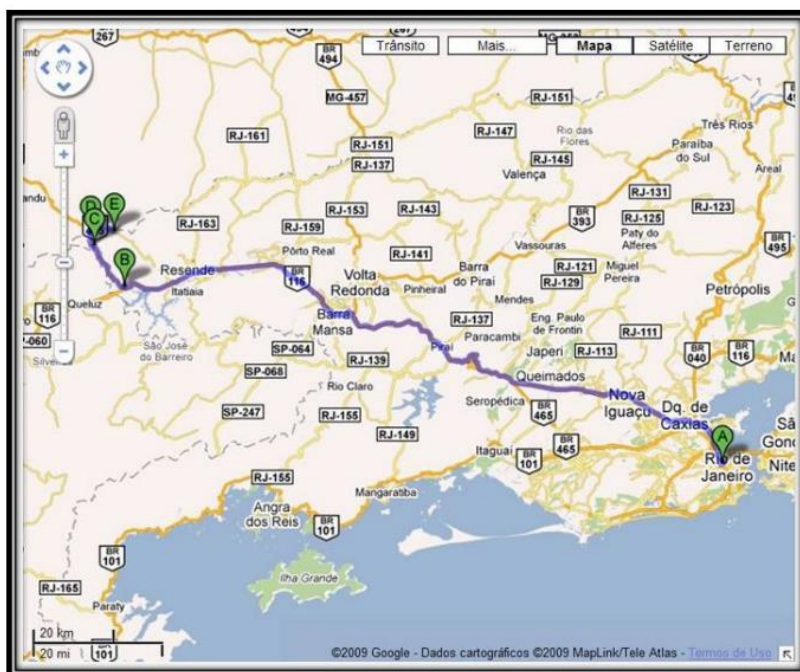 Trânsito Mais... Mapa Satélite Terreno
BR 267
BR 494
MG-457
RJ-151
Três Rios
RJ-161
RJ-147
Rio das Flores
Paraíba do Sul
RJ-151
RJ-137
RJ-145
Areal
Valença
RJ-131
RJ-163
RJ-153
RJ-143
RJ-125
RJ-123
RJ-159
BR 393
Paty do Alferes
D
E
C
Vassouras
BR 495
Pôrto Real
RJ-141
B
Resende
Itatiaia
BR 116
Volta Redonda
Pinheiral
Barra do Piraí
RJ-121
RJ-129
Miguel Pereira
Petrópolis
Mendes
Queluz
BR 116
São José do Barreiro
Barra Mansa
RJ-137
Paracambi
Eng. Paulo de Frontin
RJ-111
BR 040
BR 116
SP-064
Piraí
Japeri
RJ-113
RJ-139
SP-068
Rio Claro
Queimados
Nova Iguaçu
Dq. de Caxias
Seropédica
SP-247
RJ-155
BR 465
A
RJ-149
Itaguaí
BR 101
BR 465
Rio de Janeiro
RJ-155
Mangaratiba
Angra dos Reis
BR 101
BR 101
Ilha Grande
RJ-165
Paraty
20 km
20 mi
BR 101
©2009 Google - Dados cartográficos ©2009 MapLink/Tele Atlas - Termos de Uso